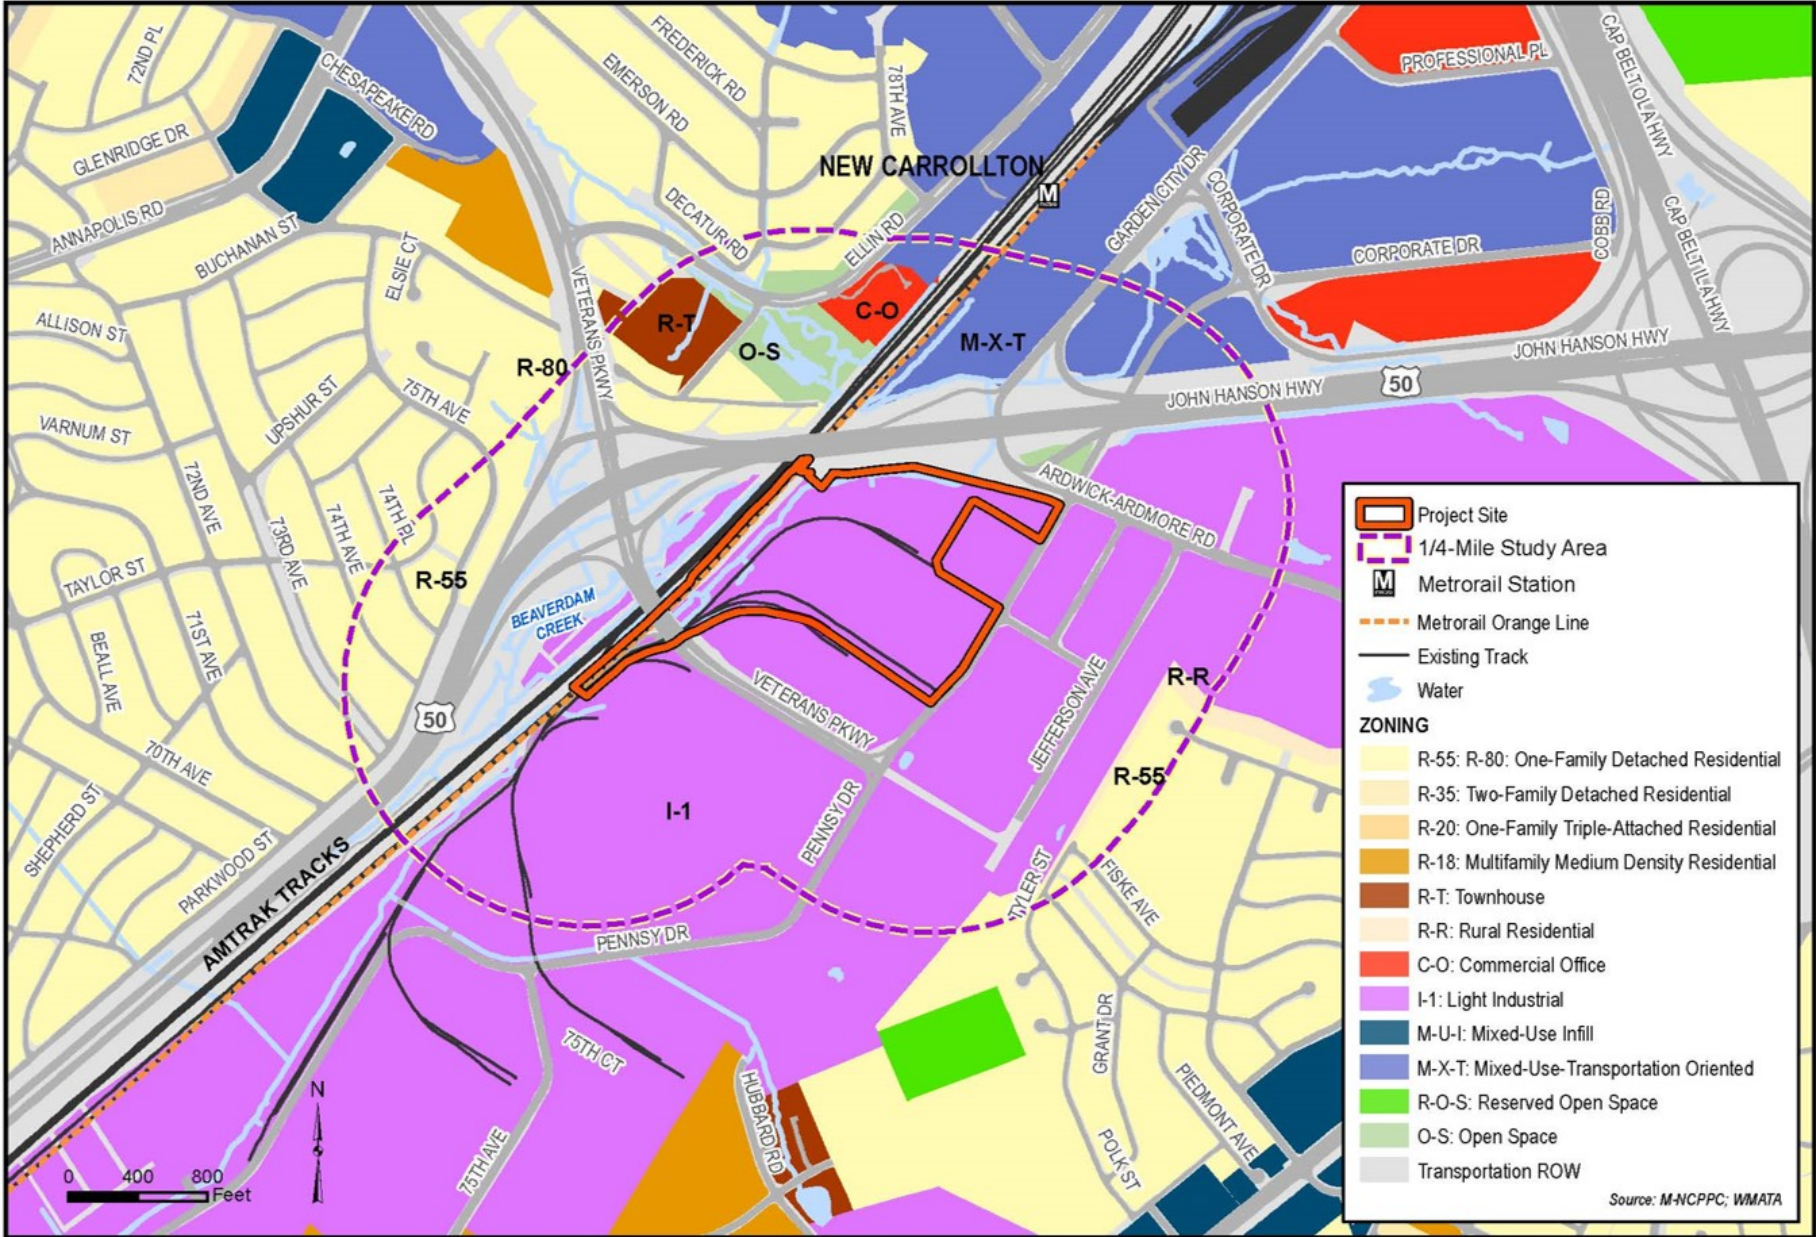 72ND PL
CHESAPEAKE RD
GLENRIDGE DR
ANNAPOLIS RD
BUCHANAN ST
ELSIE CT
FREDERICK RD
EMERSON RD
78TH AVE
NEW CARROLLTON
M
DECATUR RD
ELLIN RD
GARDEN CITY DR
CORPORATE DR
PROFESSIONAL PL
CAP BELT OL A HWY
CAP BELT IL A HWY
COBB RD
CORPORATE DR
JOHN HANSON HWY
JOHN HANSON HWY
50
VETERANS PKWY
R-T
O-S
C-O
M-X-T
R-80
ALLISON ST
VARNUM ST
UPSHUR ST
75TH AVE
72ND AVE
73RD AVE
74TH AVE
74TH PL
TAYLOR ST
R-55
BEALL AVE
71ST AVE
BEAVERDAM
CREEK
ARDWICK-ARDMORE RD
50
70TH AVE
SHEPHERD ST
PARKWOOD ST
AMTRAK TRACKS
VETERANS PKWY
JEFFERSON AVE
R-R
R-55
I-1
PENNSY DR
PENNSY DR
TYLER ST
FISKE AVE
GRANT DR
PIEDMONT AVE
POLK ST
75TH CT
75TH AVE
HUBBARD RD
N
0 400 800
Feet
Project Site
1/4-Mile Study Area
M Metrorail Station
Metrorail Orange Line
Existing Track
Water
ZONING
R-55: R-80: One-Family Detached Residential
R-35: Two-Family Detached Residential
R-20: One-Family Triple-Attached Residential
R-18: Multifamily Medium Density Residential
R-T: Townhouse
R-R: Rural Residential
C-O: Commercial Office
I-1: Light Industrial
M-U-I: Mixed-Use Infill
M-X-T: Mixed-Use-Transportation Oriented
R-O-S: Reserved Open Space
O-S: Open Space
Transportation ROW
Source: M-NCPPC; WMATA